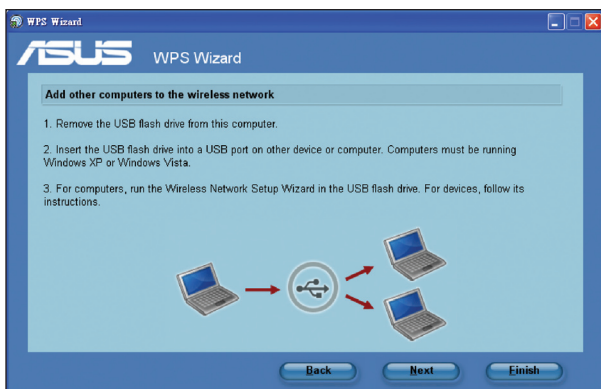 WPS Wizard
ASUS WPS Wizard
Add other computers to the wireless network
1. Remove the USB flash drive from this computer.
2. Insert the USB flash drive into a USB port on other device or computer. Computers must be running
Windows XP or Windows Vista.
3. For computers, run the Wireless Network Setup Wizard in the USB flash drive. For devices, follow its
instructions.
Back Next Finish